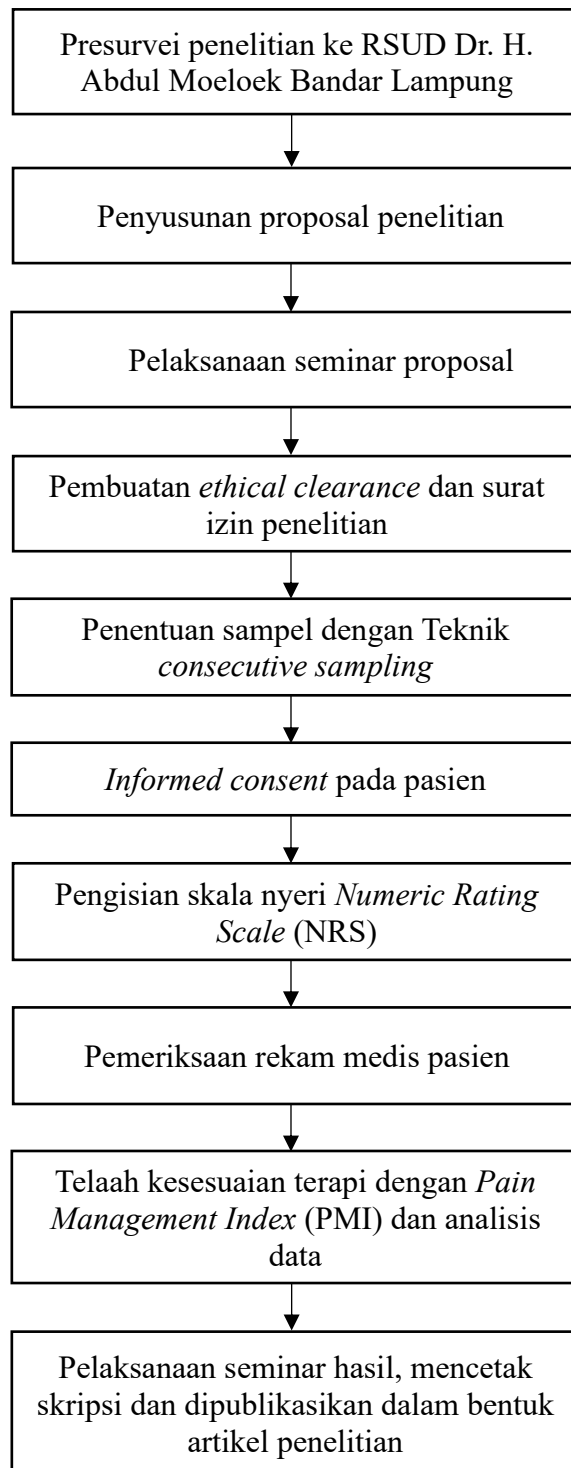 Presurvei penelitian ke RSUD Dr. H.
Abdul Moeloek Bandar Lampung
Penyusunan proposal penelitian
Pelaksanaan seminar proposal
Pembuatan ethical clearance dan surat
izin penelitian
Penentuan sampel dengan Teknik
consecutive sampling
Informed consent pada pasien
Pengisian skala nyeri Numeric Rating
Scale (NRS)
Pemeriksaan rekam medis pasien
Telaah kesesuaian terapi dengan Pain
Management Index (PMI) dan analisis
data
Pelaksanaan seminar hasil, mencetak
skripsi dan dipublikasikan dalam bentuk
artikel penelitian